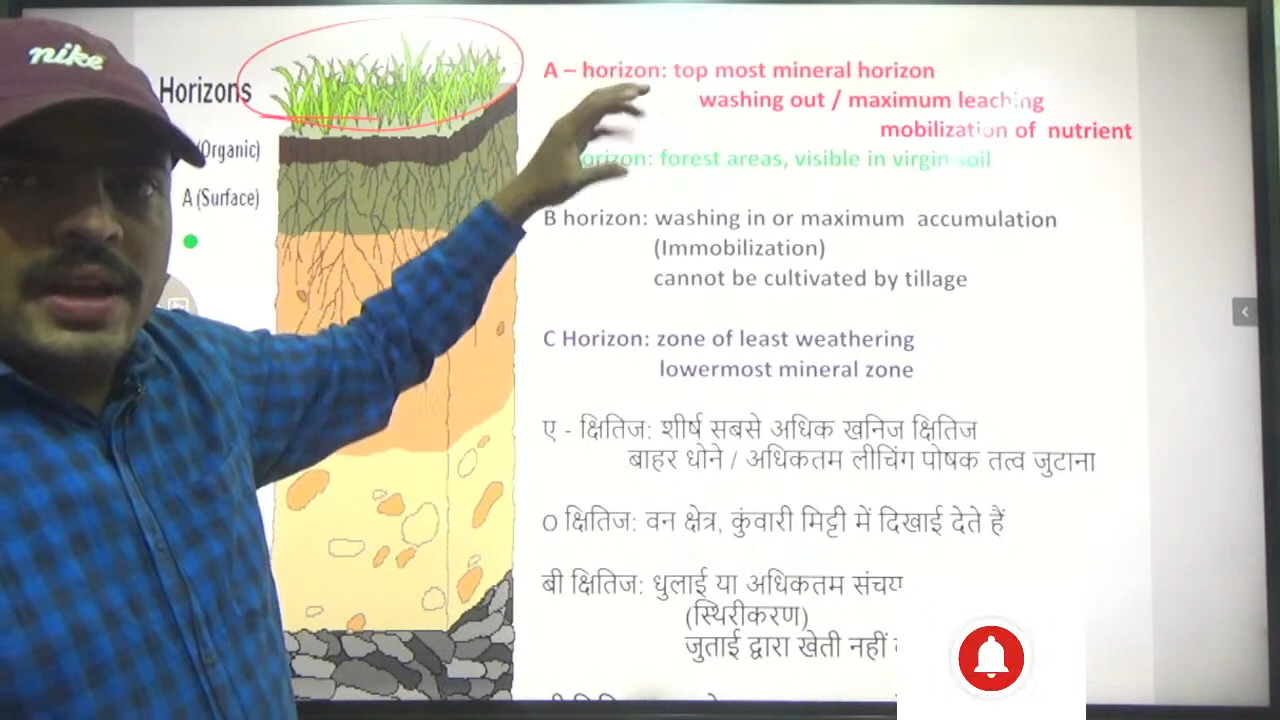 nike
Horizons
(Organic)
A (Surface)
A – horizon: top most mineral horizon
washing out / maximum leaching
mobilization of nutrient
horizon: forest areas, visible in virgin soil
B horizon: washing in or maximum accumulation
(Immobilization)
cannot be cultivated by tillage
C Horizon: zone of least weathering
lowermost mineral zone
ए - क्षितिज: शीर्ष सबसे अधिक खनिज क्षितिज
बाहर धोने / अधिकतम लीचिंग पोषक तत्व जुटाना
O क्षितिज: वन क्षेत्र, कुंवारी मिट्टी में दिखाई देते हैं
बी क्षितिज: धुलाई या अधिकतम संचय
(स्थिरीकरण)
जुताई द्वारा खेती नहीं